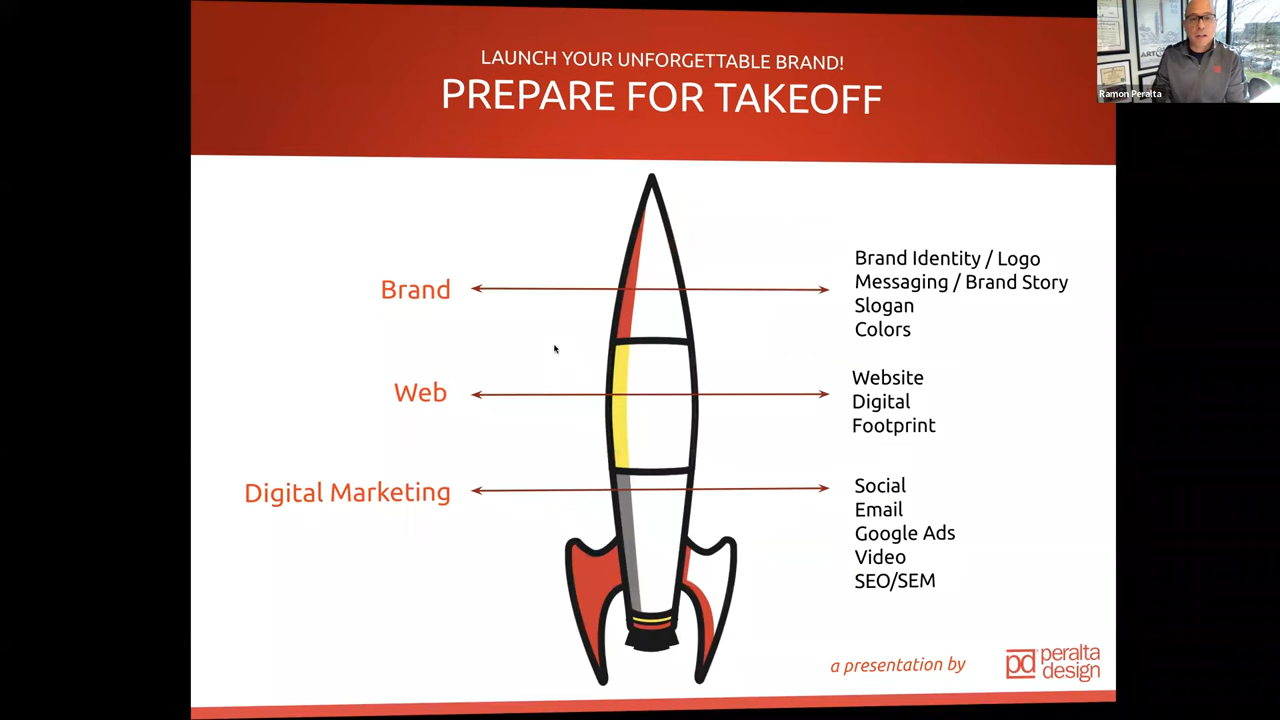 LAUNCH YOUR UNFORGETTABLE BRAND!
PREPARE FOR TAKEOFF
Ramon Peralta
Brand
Brand Identity / Logo
Messaging / Brand Story
Slogan
Colors
Web
Website
Digital
Footprint
Digital Marketing
Social
Email
Google Ads
Video
SEO/SEM
a presentation by
pd peralta
design